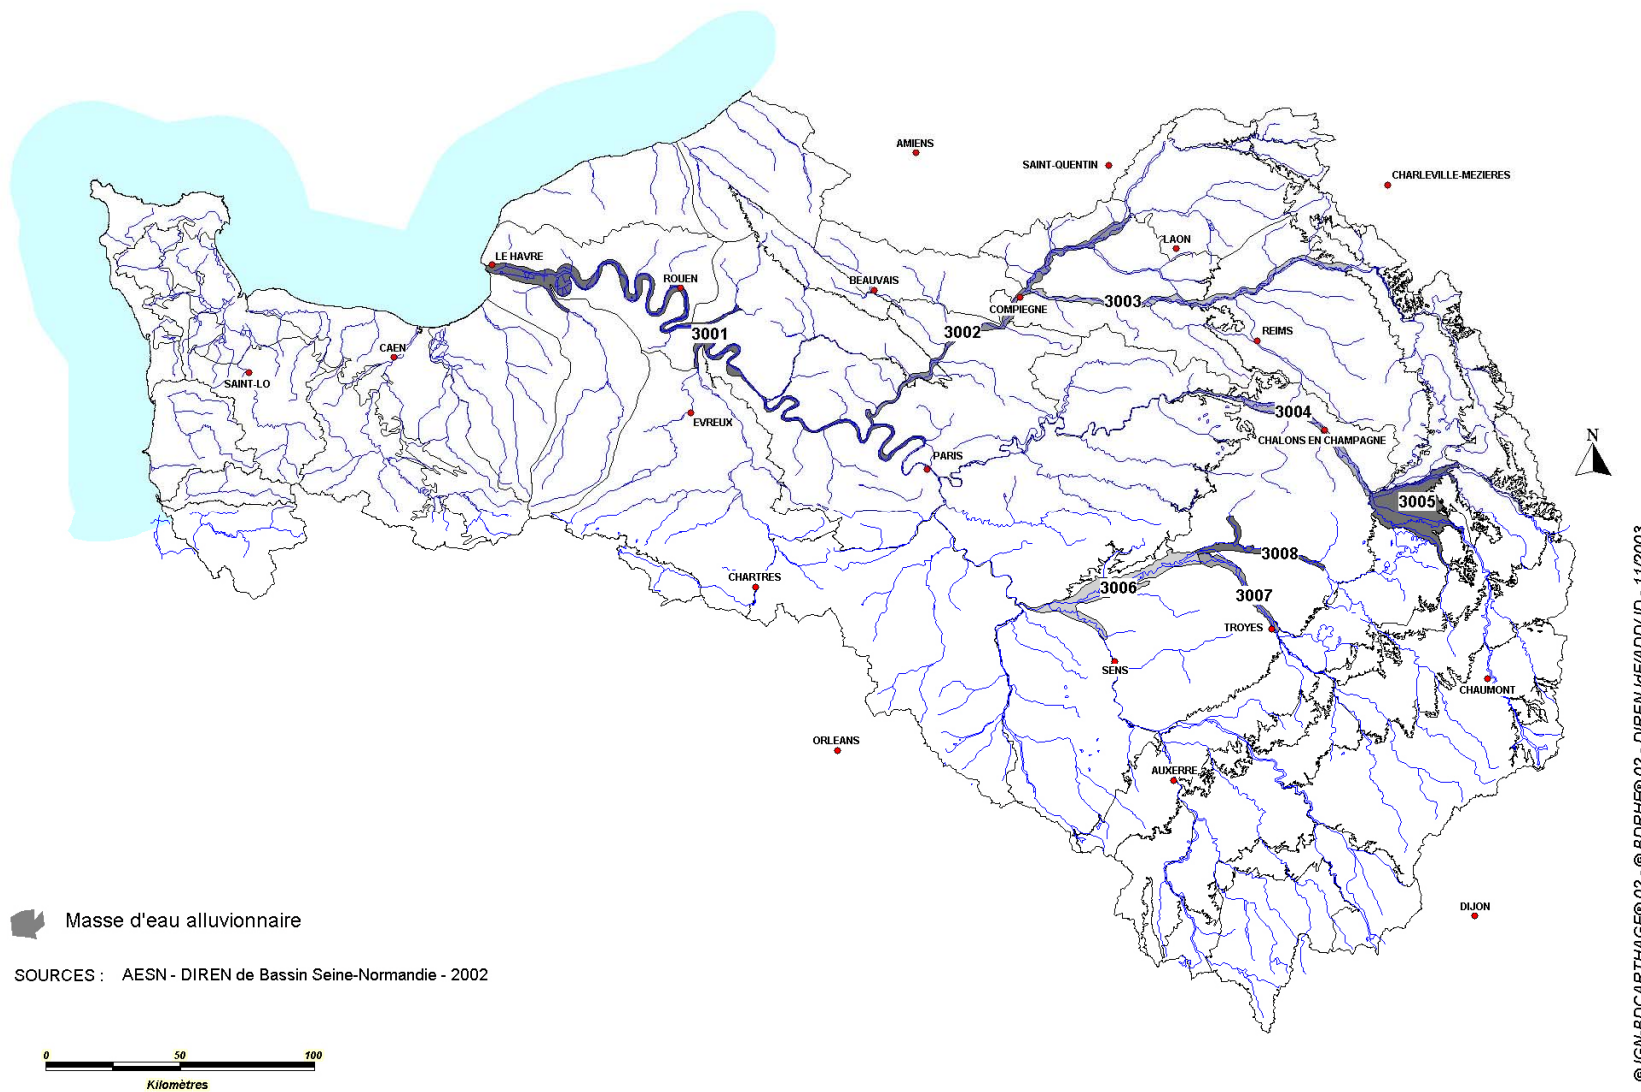 AMIENS
SAINT-QUENTIN
CHARLEVILLE-MEZIERES
LAON
LE HAVRE
ROUEN
BEAUVAIS
COMPIEGNE
3003
3002
3001
REIMS
CAEN
SAINT-LO
EVREUX
3004
CHALONS EN CHAMPAGNE
N
PARIS
3005
3008
CHARTRES
3006
3007
TROYES
SENS
CHAUMONT
ORLEANS
AUXERRE
DIJON
Masse d'eau alluvionnaire
SOURCES : AESN - DIREN de Bassin Seine-Normandie - 2002
0 50 100
Kilomètres